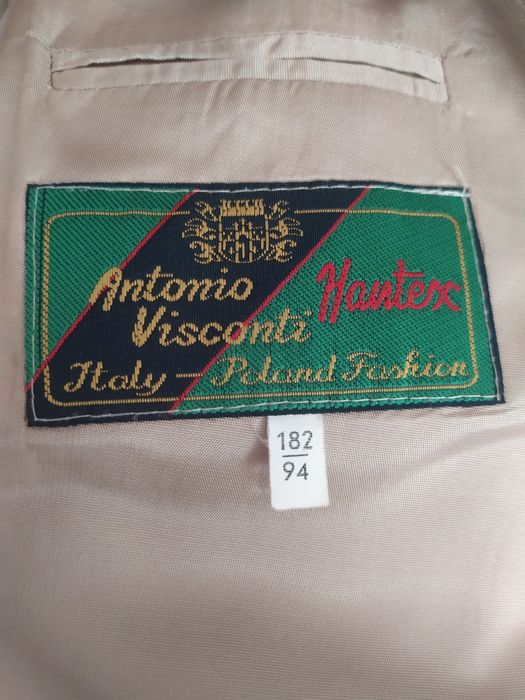 Antonio
Visconti
Hantex
Italy — Poland Fashion
182
94